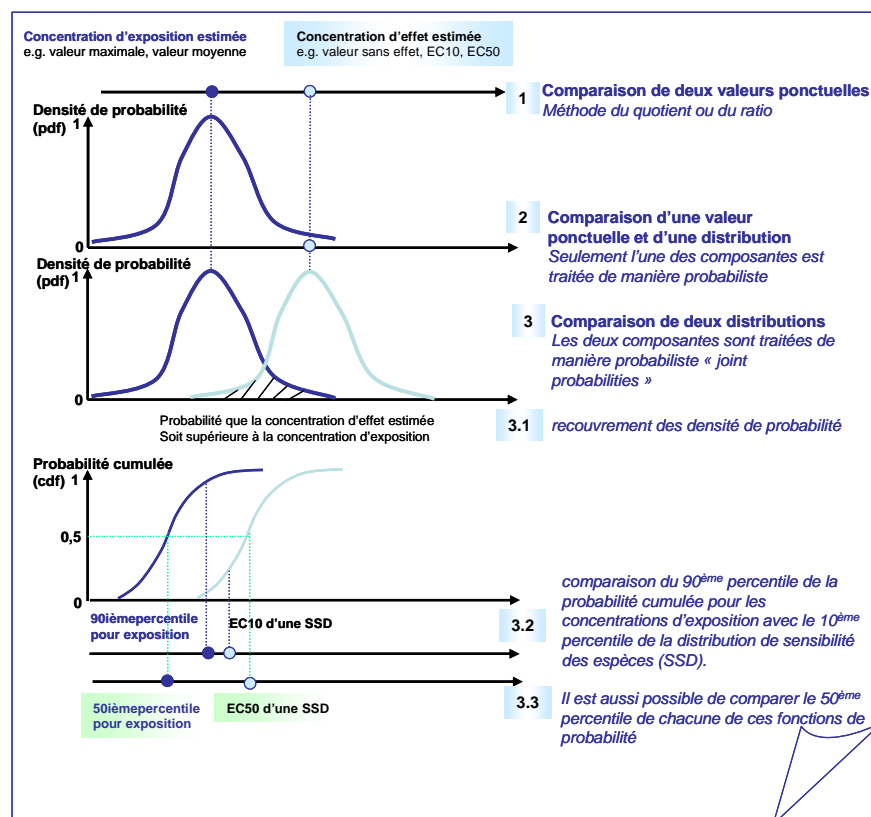 Concentration d'exposition estimée
e.g. valeur maximale, valeur moyenne
Concentration d'effet estimée
e.g. valeur sans effet, EC10, EC50
1
Comparaison de deux valeurs ponctuelles
Méthode du quotient ou du ratio
Densité de probabilité
(pdf)
1
0
2
Comparaison d'une valeur
ponctuelle et d'une distribution
Seulement l'une des composantes est
traitée de manière probabiliste
Densité de probabilité
(pdf)
1
0
3
Comparaison de deux distributions
Les deux composantes sont traitées de
manière probabiliste « joint
probabilities »
Probabilité que la concentration d'effet estimée
Soit supérieure à la concentration d'exposition
3.1
recouvrement des densité de probabilité
Probabilité cumulée
(cdf)
1
0,5
0
90ièmepercentile
pour exposition
EC10 d'une SSD
3.2
comparaison du 90ème percentile de la
probabilité cumulée pour les
concentrations d'exposition avec le 10ème
percentile de la distribution de sensibilité
des espèces (SSD).
50ièmepercentile
pour exposition
EC50 d'une SSD
3.3
Il est aussi possible de comparer le 50ème
percentile de chacune de ces fonctions de
probabilité